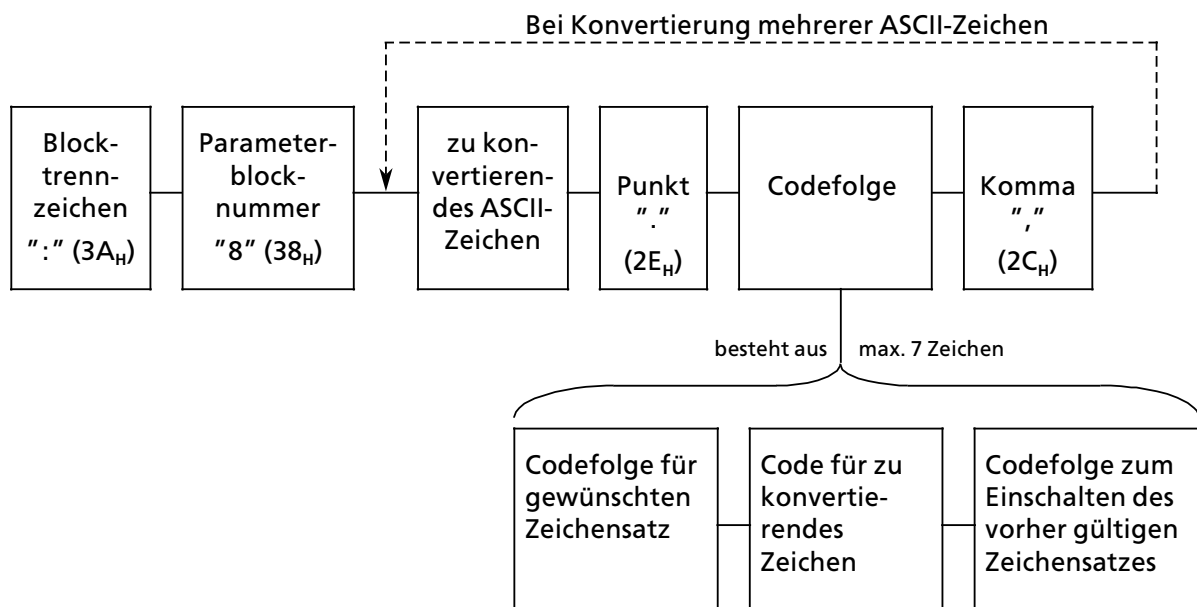 Bei Konvertierung mehrerer ASCII-Zeichen
Block-
trenn-
zeichen
":" (3AH)
Parameter-
block-
nummer
"8" (38H)
zu kon-
vertieren-
des ASCII-
Zeichen
Punkt
"."
(2EH)
Codefolge
Komma
","
(2CH)
besteht aus
max. 7 Zeichen
Codefolge für
gewünschten
Zeichensatz
Code für zu
konvertie-
rendes
Zeichen
Codefolge zum
Einschalten des
vorher gültigen
Zeichensatzes